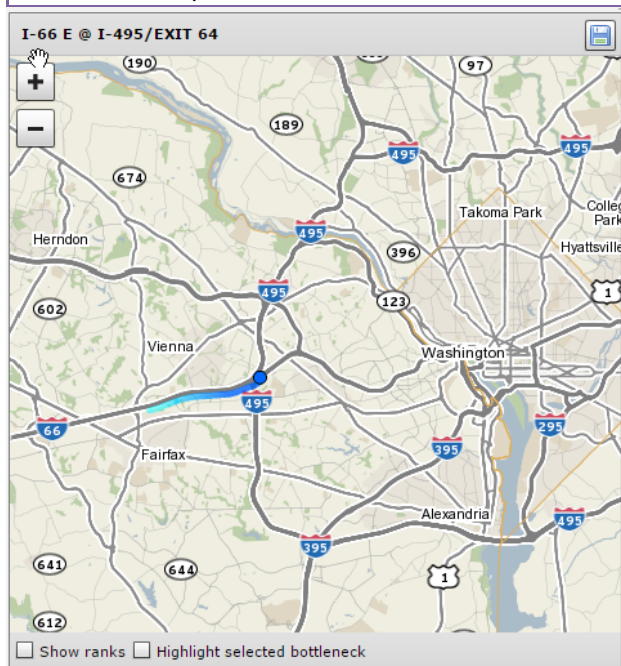 I-66 E @ I-495/EXIT 64
+
−
190
97
189
495
495
674
Takoma Park
College
Park
495
Herndon
396
Hyattsville
495
123
1
602
Vienna
Washington
495
66
395
295
Fairfax
Alexandria
495
395
641
644
1
612
Show ranks
Highlight selected bottleneck